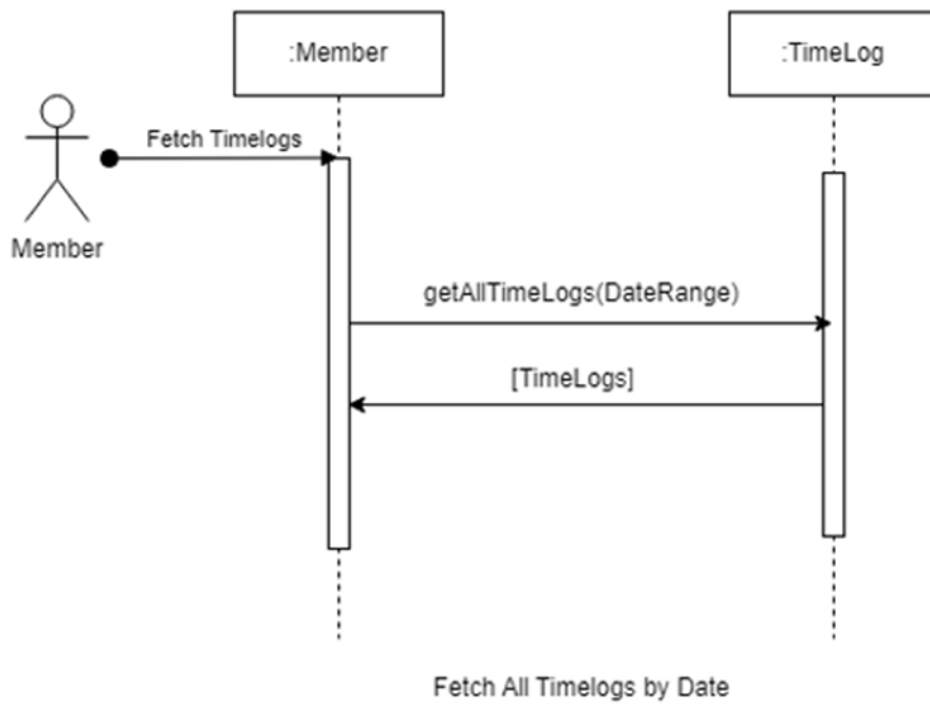 :Member
:TimeLog
Fetch Timelogs
Member
getAllTimeLogs(DateRange)
[TimeLogs]
Fetch All Timelogs by Date